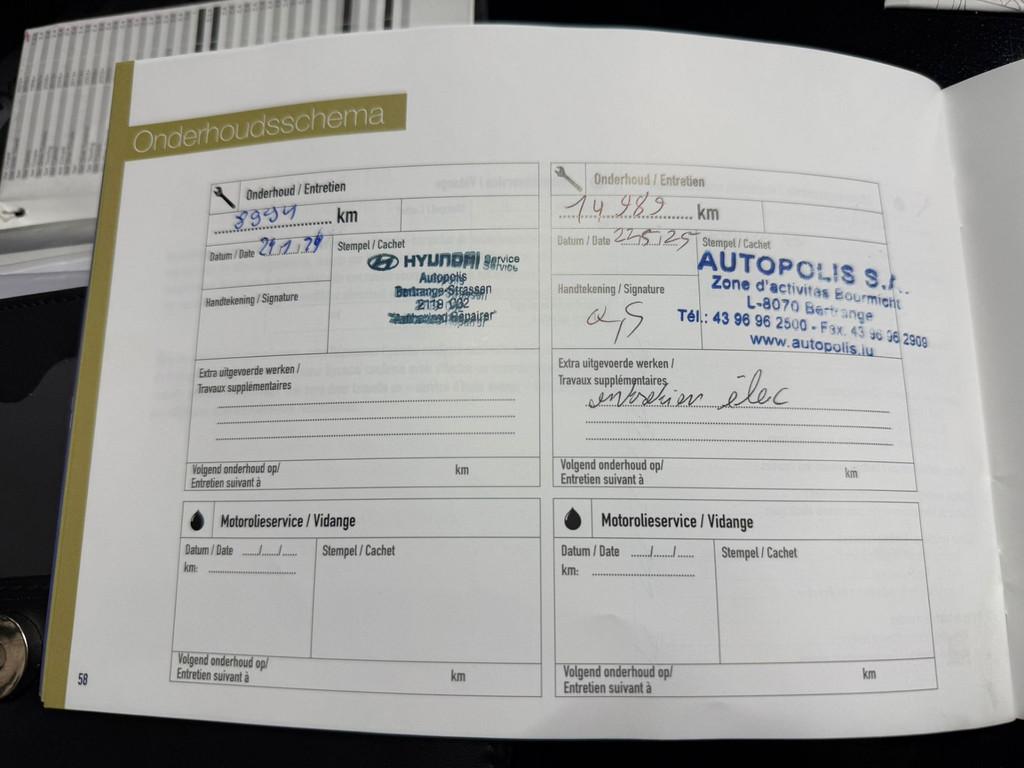 Onderhoudsschema
Onderhoud / Entretien
8994 km
Datum / Date
Stempel / Cachet
HYUNDAI Service
Autopolis
Bertrange-Strassen
"Authorized Repairer"
Handtekening / Signature
Extra uitgevoerde werken /
Travaux supplémentaires
Volgend onderhoud op/
Entretien suivant à
km
Onderhoud / Entretien
14 989 km
Datum / Date 22.5.25
Stempel / Cachet
AUTOPOLIS S.A.
Zone d'activités Bourmicht
L-8070 Bertrange
Tél.: 43 96 96 2500 - Fax. 43 96 96 2909
www.autopolis.lu
Handtekening / Signature
Extra uitgevoerde werken /
Travaux supplémentaires
entretien élec
Volgend onderhoud op/
Entretien suivant à
km
Motorolieservice / Vidange
Datum / Date ....../....../......
Stempel / Cachet
km:
Volgend onderhoud op/
Entretien suivant à
km
Motorolieservice / Vidange
Datum / Date ....../....../......
Stempel / Cachet
km:
Volgend onderhoud op/
Entretien suivant à
km
58